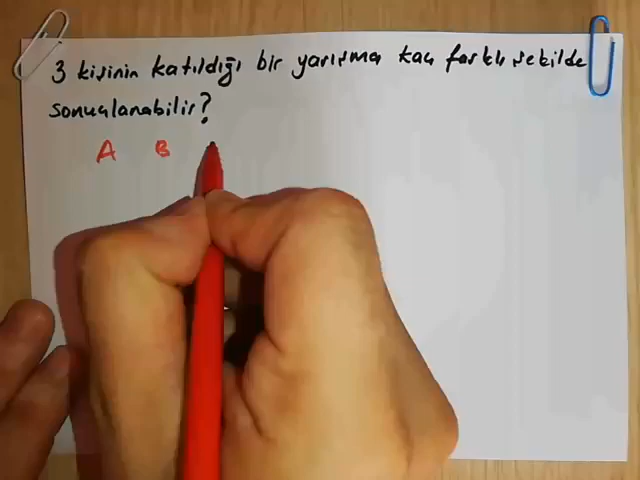 3 kişinin katıldığı bir yarışma kaç farklı şekilde
sonuçlanabilir?
A B